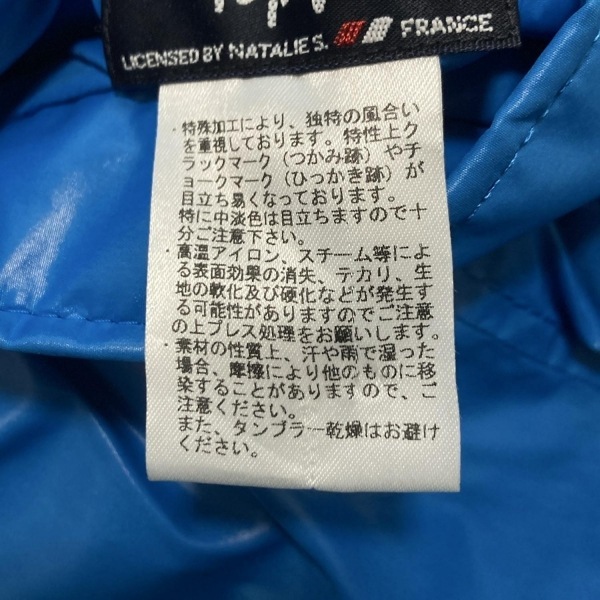 LICENSED BY NATALIE S. FRANCE
・特殊加工により、独特の風合い
を重視しております。特性上ク
ラックマーク（つかみ跡）やチ
ョークマーク（ひっかき跡）が
目立ち易くなっております。
特に中淡色は目立ちますので十
分ご注意下さい。
・高温アイロン、スチーム等によ
る表面効果の消失、テカリ、生
地の軟化及び硬化などが発生す
る可能性がありますのでご注意
の上プレス処理をお願いします。
・素材の性質上、汗や雨で湿った
場合、摩擦により他のものに移
染することがありますので、ご
注意ください。
また、タンブラー乾燥はお避け
ください。